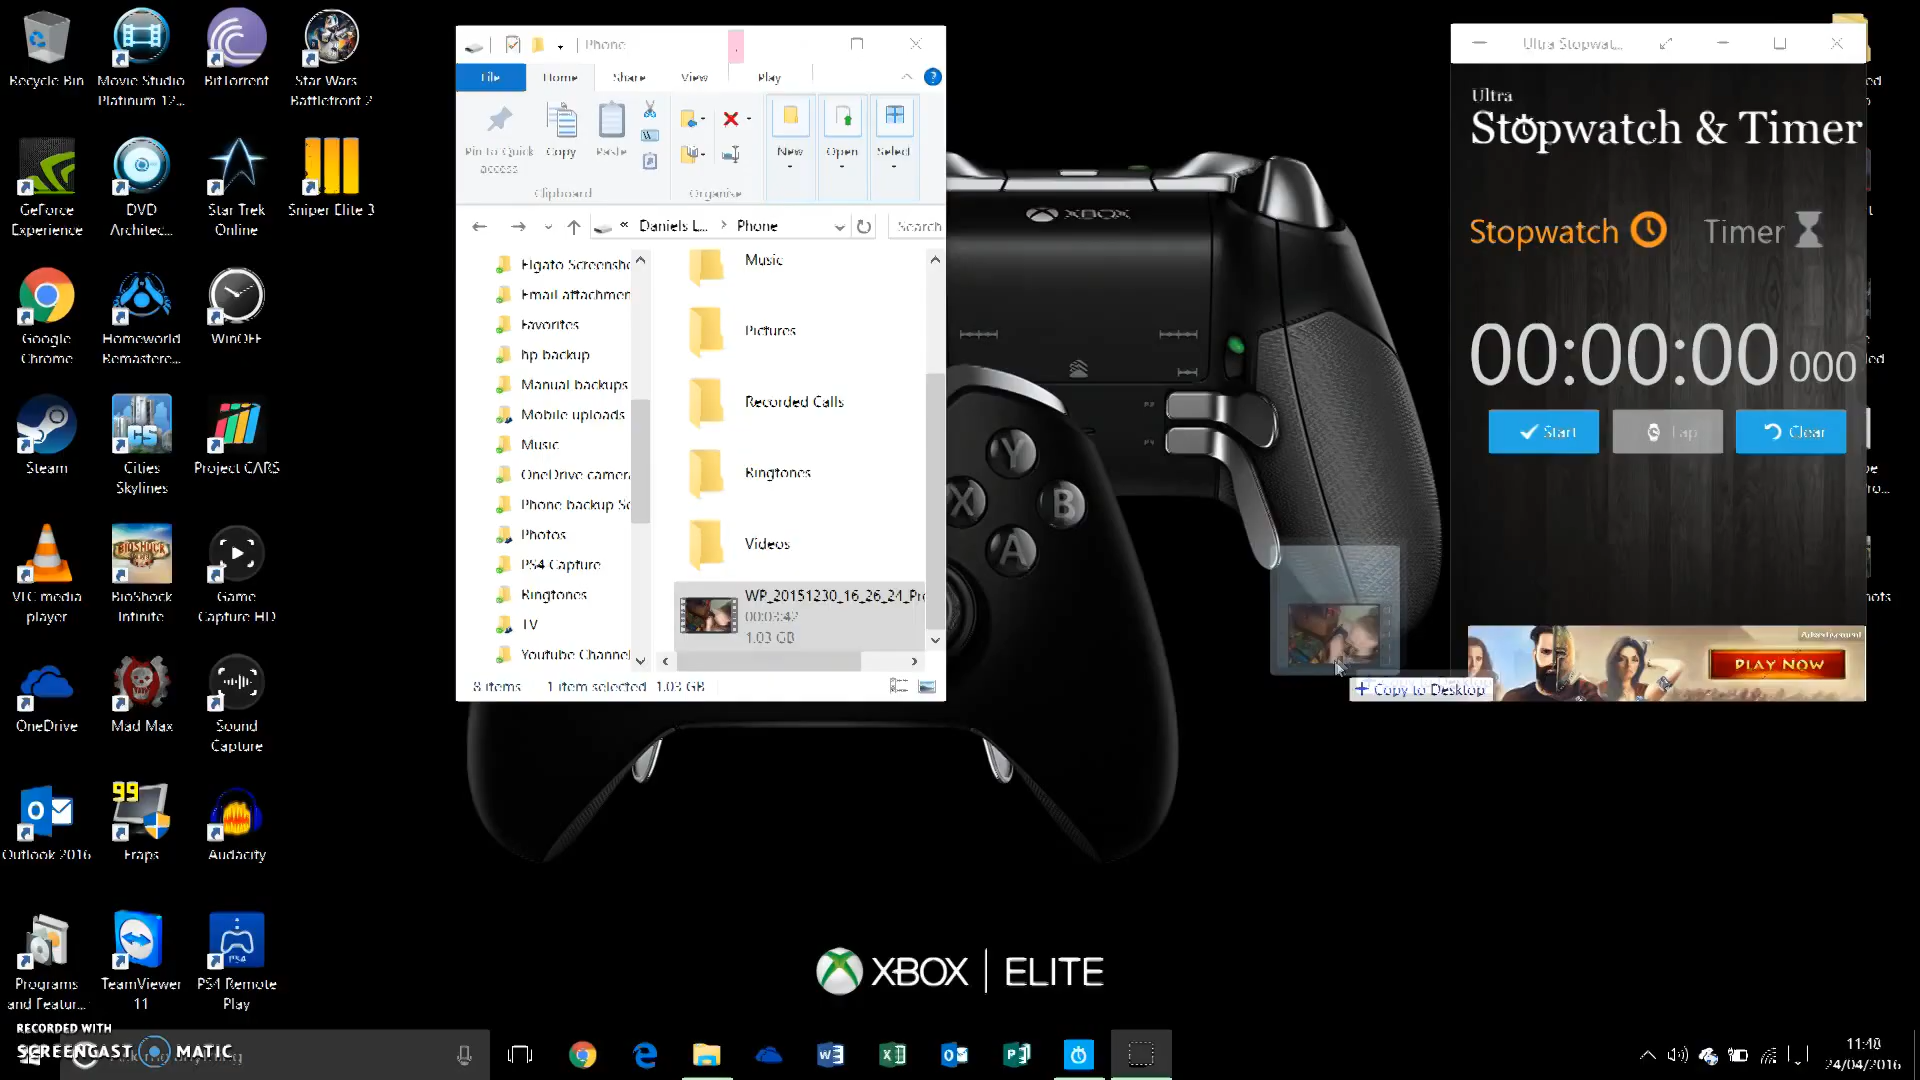 Recycle Bin
Movie Studio
Platinum 12...
BitTorrent
Star Wars
Battlefront 2
GeForce
Experience
DVD
Architec...
Star Trek
Online
Sniper Elite 3
Google
Chrome
Homeworld
Remastere...
WinOFF
Steam
Cities
Skylines
Project CARS
VLC media
player
BioShock
Infinite
Game
Capture HD
OneDrive
Mad Max
Sound
Capture
Outlook 2016
99
Fraps
Audacity
Programs
and Featur...
TeamViewer
11
PS4 Remote
Play
RECORDED WITH
SCREENCAST MATIC
Phone
File
Home
Share
View
Play
Pin to Quick
access
Copy
Paste
New
Open
Select
Clipboard
Organise
Daniels L... > Phone
Search
Elgato Screensho
Email attachmen
Favorites
hp backup
Manual backups
Mobile uploads
Music
OneDrive camera
Phone backup Sc
Photos
PS4 Capture
Ringtones
TV
Youtube Channel
Music
Pictures
Recorded Calls
Ringtones
Videos
WP_20151230_16_26_24_Pro
00:03:42
1.03 GB
8 items 1 item selected 1.03 GB
XBOX
Y
X
B
A
XBOX | ELITE
Copy to Desktop
Ultra Stopwat...
Ultra
Stopwatch & Timer
Stopwatch
Timer
00:00:00 000
Start
Lap
Clear
Advertisement
PLAY NOW
11:48
24/04/2016